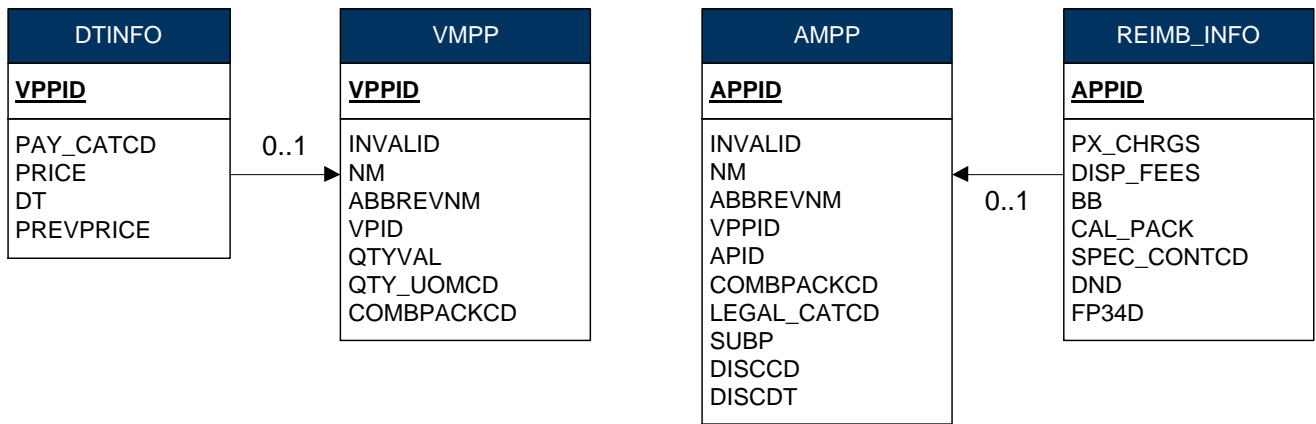 DTINFO
VPPID
PAY_CATCD
PRICE
DT
PREVPRICE
0..1
VMPP
VPPID
INVALID
NM
ABBREVNM
VPID
QTYVAL
QTY_UOMCD
COMBPACKCD
AMPP
APPID
INVALID
NM
ABBREVNM
VPPID
APID
COMBPACKCD
LEGAL_CATCD
SUBP
DISCCD
DISCDT
0..1
REIMB_INFO
APPID
PX_CHRGS
DISP_FEES
BB
CAL_PACK
SPEC_CONTCD
DND
FP34D